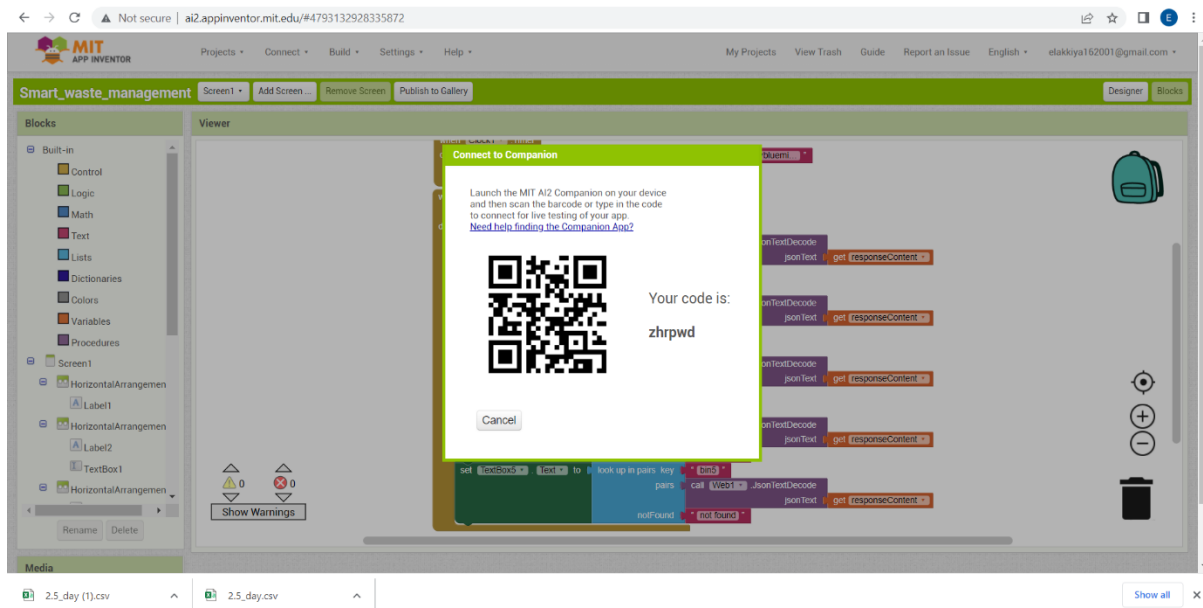 Not secure
ai2.appinventor.mit.edu/#4793132928335872
E
MIT
APP INVENTOR
Projects
Connect
Build
Settings
Help
My Projects
View Trash
Guide
Report an Issue
English
elakkiya162001@gmail.com
Smart_waste_management
Screen1
Add Screen ...
Remove Screen
Publish to Gallery
Designer
Blocks
Blocks
Viewer
Built-in
Control
Logic
Math
Text
Lists
Dictionaries
Colors
Variables
Procedures
Screen1
HorizontalArrangemen
Label1
HorizontalArrangemen
Label2
TextBox1
HorizontalArrangemen
Rename
Delete
Media
Connect to Companion
Launch the MIT AI2 Companion on your device
and then scan the barcode or type in the code
to connect for live testing of your app.
Need help finding the Companion App?
Your code is:
zhrpwd
Cancel
bluemi...
onTextDecode
jsonText get responseContent
onTextDecode
jsonText get responseContent
onTextDecode
jsonText get responseContent
onTextDecode
jsonText get responseContent
set TextBox5 . Text to look up in pairs key " bin5 "
pairs call Web1 .JsonTextDecode
jsonText get responseContent
notFound " not found "
0
0
Show Warnings
2.5_day (1).csv
2.5_day.csv
Show all